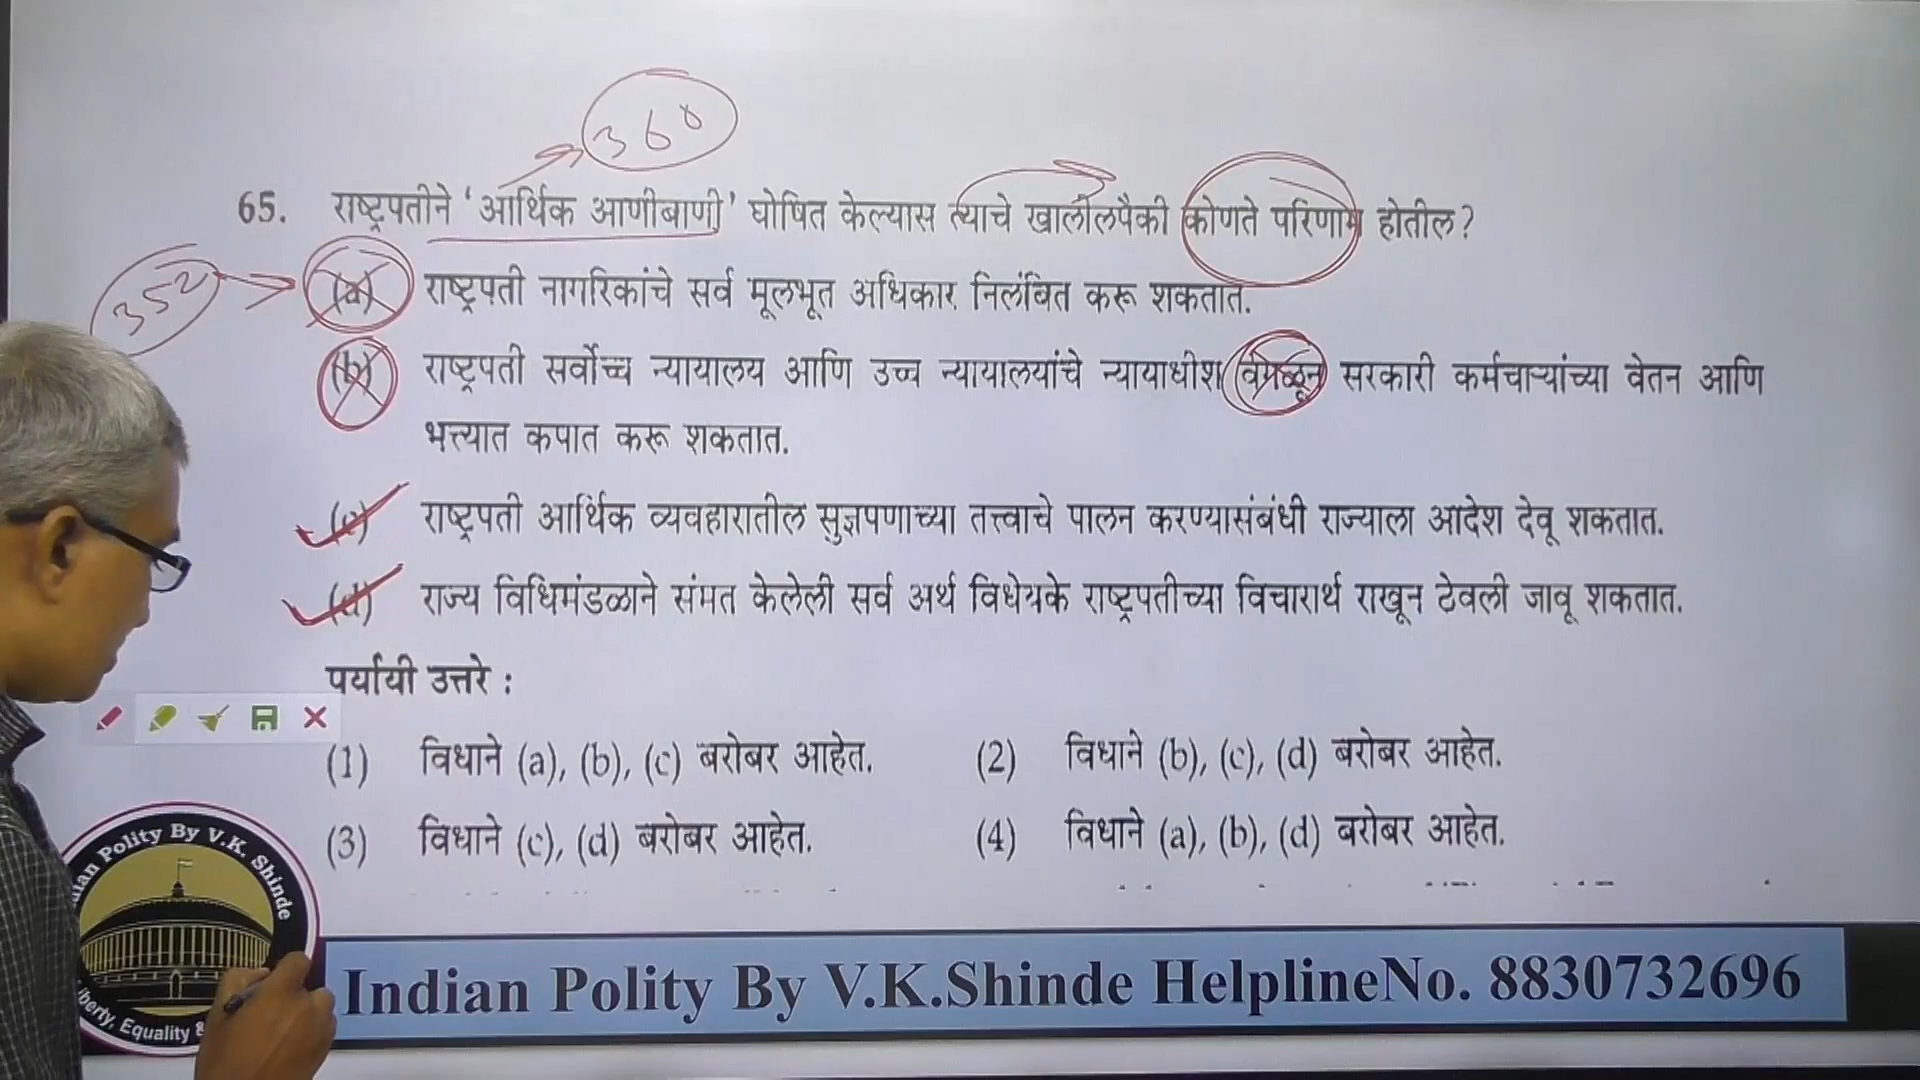 360
65. राष्ट्रपतीने ‘आर्थिक आणीबाणी’ घोषित केल्यास त्याचे खालीलपैकी कोणते परिणाम होतील?
352
(a) राष्ट्रपती नागरिकांचे सर्व मूलभूत अधिकार निलंबित करू शकतात.
(b) राष्ट्रपती सर्वोच्च न्यायालय आणि उच्च न्यायालयांचे न्यायाधीश वगळून सरकारी कर्मचाऱ्यांच्या वेतन आणि
भत्त्यात कपात करू शकतात.
(c) राष्ट्रपती आर्थिक व्यवहारातील सुज्ञपणाच्या तत्त्वाचे पालन करण्यासंबंधी राज्याला आदेश देवू शकतात.
(d) राज्य विधिमंडळाने संमत केलेली सर्व अर्थ विधेयके राष्ट्रपतीच्या विचारार्थ राखून ठेवली जावू शकतात.
पर्यायी उत्तरे :
(1) विधाने (a), (b), (c) बरोबर आहेत. (2) विधाने (b), (c), (d) बरोबर आहेत.
(3) विधाने (c), (d) बरोबर आहेत. (4) विधाने (a), (b), (d) बरोबर आहेत.
Polity By V.K. Shinde
Equality &
Indian Polity By V.K.Shinde HelplineNo. 8830732696